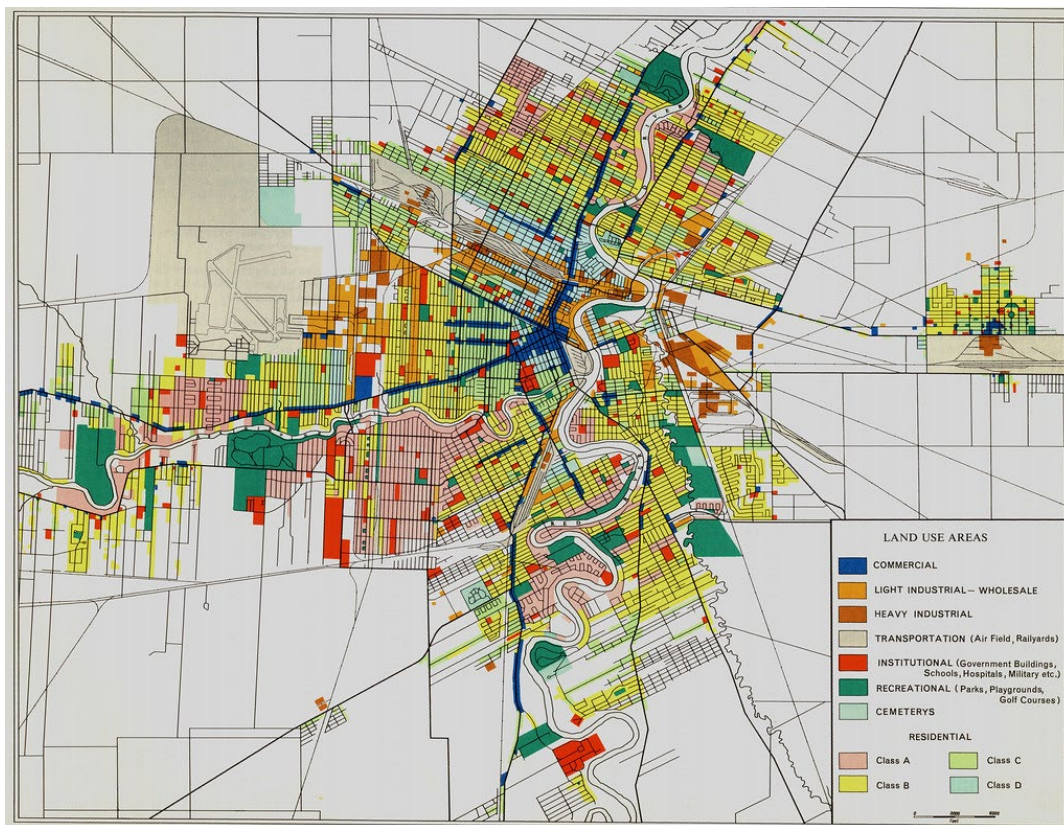 LAND USE AREAS
COMMERCIAL
LIGHT INDUSTRIAL— WHOLESALE
HEAVY INDUSTRIAL
TRANSPORTATION (Air Field, Railyards)
INSTITUTIONAL (Government Buildings,
Schools, Hospitals, Military etc.)
RECREATIONAL (Parks, Playgrounds,
Golf Courses)
CEMETERYS
RESIDENTIAL
Class A
Class C
Class B
Class D
Feet